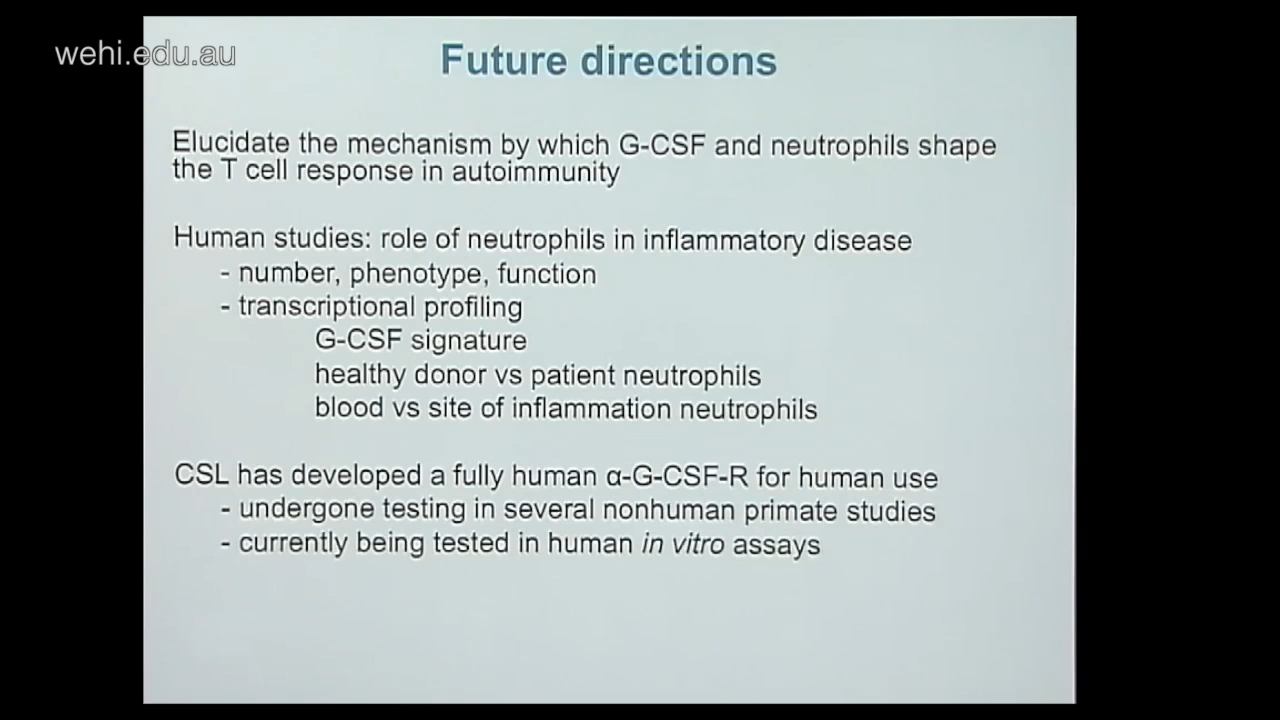 wehi.edu.au
Future directions
Elucidate the mechanism by which G-CSF and neutrophils shape
the T cell response in autoimmunity
Human studies: role of neutrophils in inflammatory disease
- number, phenotype, function
- transcriptional profiling
G-CSF signature
healthy donor vs patient neutrophils
blood vs site of inflammation neutrophils
CSL has developed a fully human α-G-CSF-R for human use
- undergone testing in several nonhuman primate studies
- currently being tested in human in vitro assays